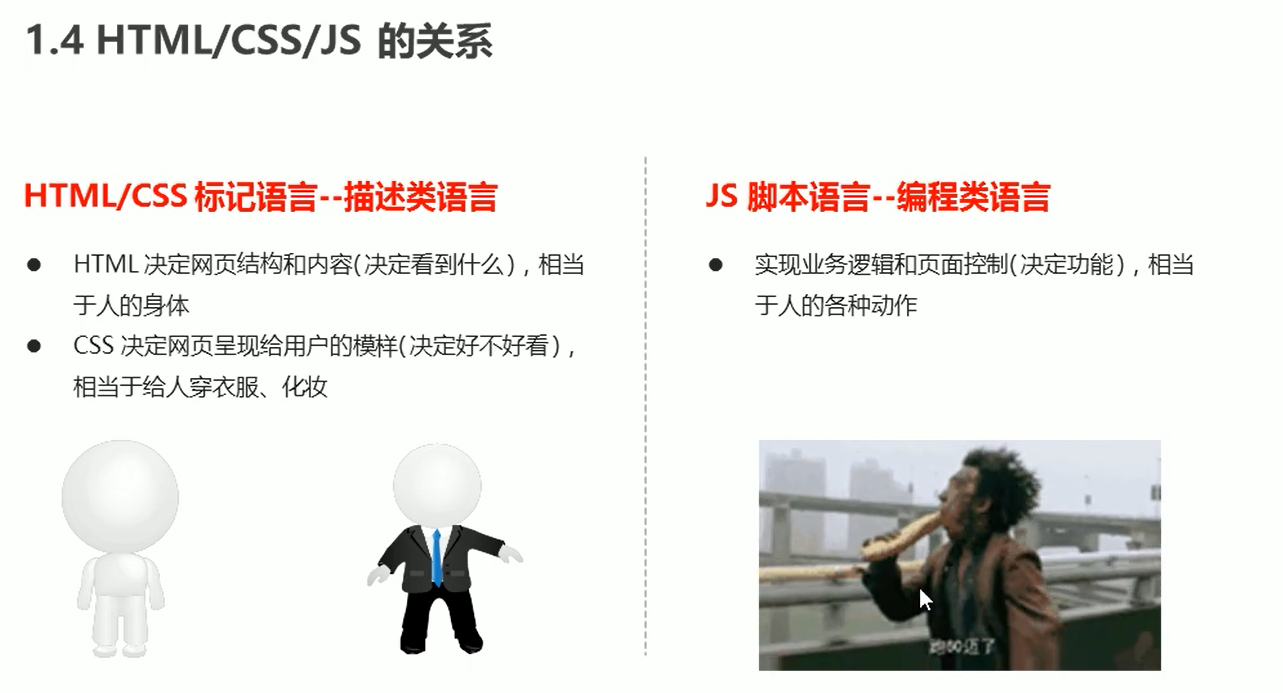 1.4 HTML/CSS/JS 的关系
HTML/CSS 标记语言--描述类语言
● HTML 决定网页结构和内容(决定看到什么)，相当
于人的身体
● CSS 决定网页呈现给用户的模样(决定好不好看)，
相当于给人穿衣服、化妆
JS 脚本语言--编程类语言
● 实现业务逻辑和页面控制(决定功能)，相当
于人的各种动作
跑80迈了